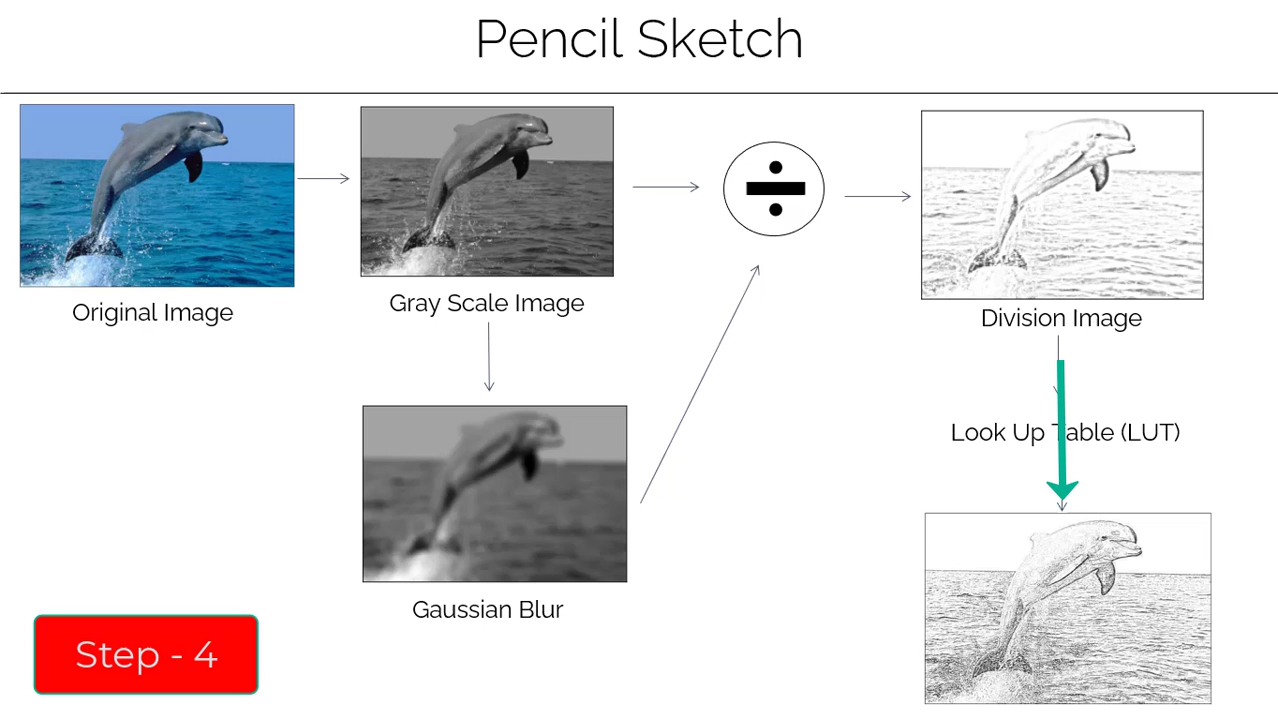 Pencil Sketch
Original Image
Gray Scale Image
Division Image
Look Up Table (LUT)
Gaussian Blur
Step - 4